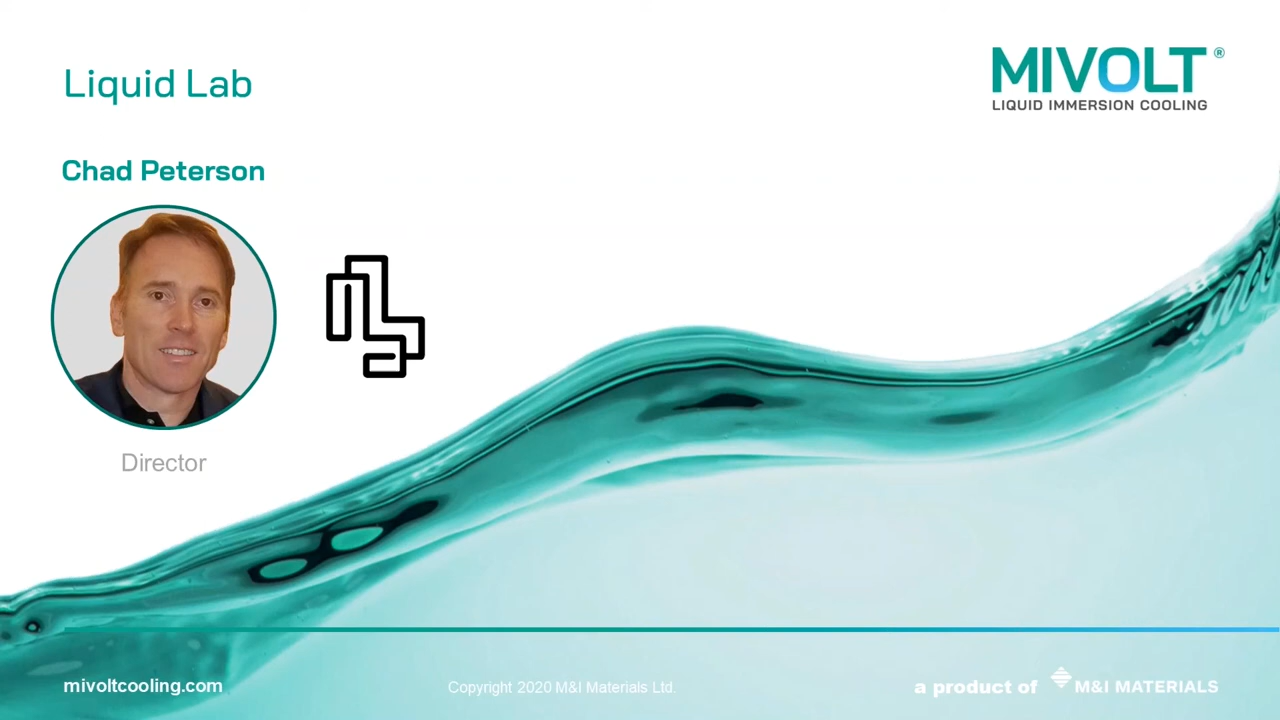 Liquid Lab
MIVOLT®
LIQUID IMMERSION COOLING
Chad Peterson
Director
mivoltcooling.com
Copyright 2020 M&I Materials Ltd.
a product of M&I MATERIALS